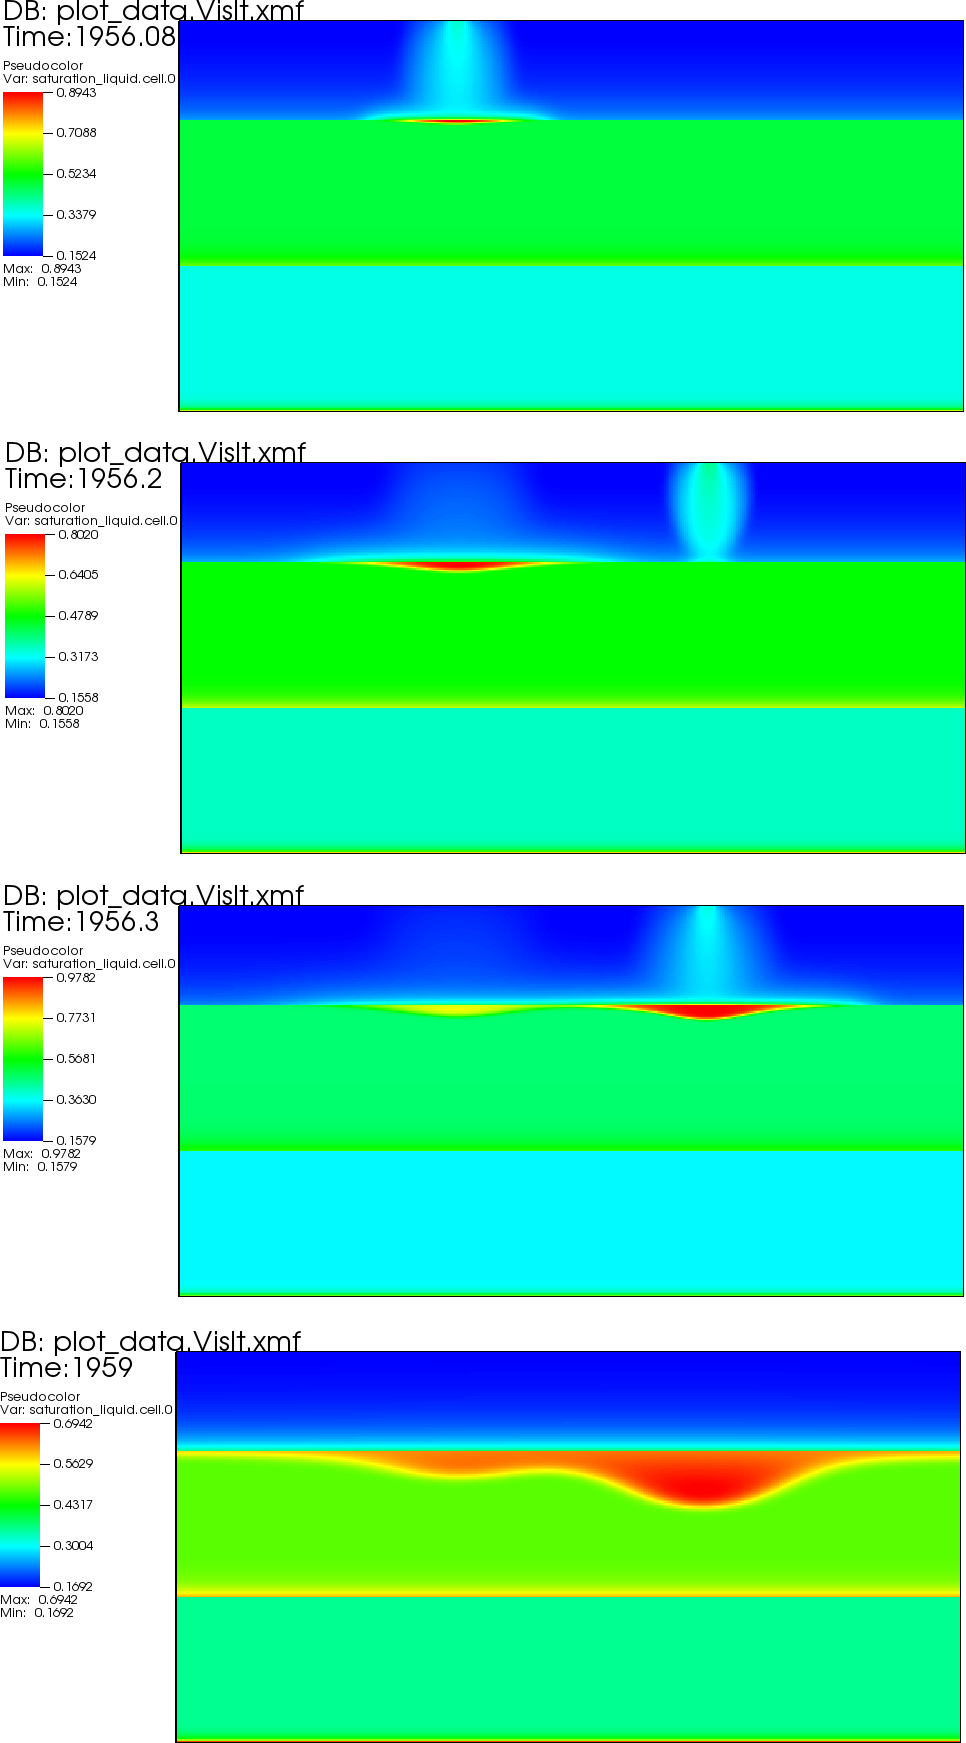 DB: plot_data.VisIt.xmf
Time:1956.08
Pseudocolor
Var: saturation_liquid.cell.0
0.8943
0.7088
0.5234
0.3379
0.1524
Max: 0.8943
Min: 0.1524
DB: plot_data.VisIt.xmf
Time:1956.2
Pseudocolor
Var: saturation_liquid.cell.0
0.8020
0.6405
0.4789
0.3173
0.1558
Max: 0.8020
Min: 0.1558
DB: plot_data.VisIt.xmf
Time:1956.3
Pseudocolor
Var: saturation_liquid.cell.0
0.9782
0.7731
0.5681
0.3630
0.1579
Max: 0.9782
Min: 0.1579
DB: plot_data.VisIt.xmf
Time:1959
Pseudocolor
Var: saturation_liquid.cell.0
0.6942
0.5629
0.4317
0.3004
0.1692
Max: 0.6942
Min: 0.1692